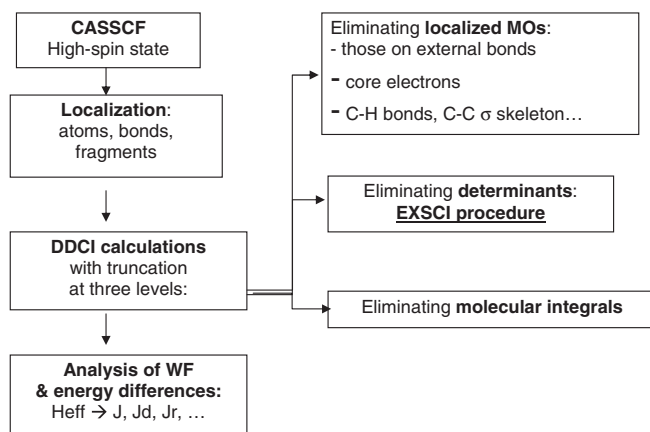 CASSCF
High-spin state
Localization:
atoms, bonds,
fragments
DDCI calculations
with truncation
at three levels:
Analysis of WF
& energy differences:
Heff → J, Jd, Jr, …
Eliminating localized MOs:
- those on external bonds
- core electrons
- C-H bonds, C-C σ skeleton…
Eliminating determinants:
EXSCI procedure
Eliminating molecular integrals